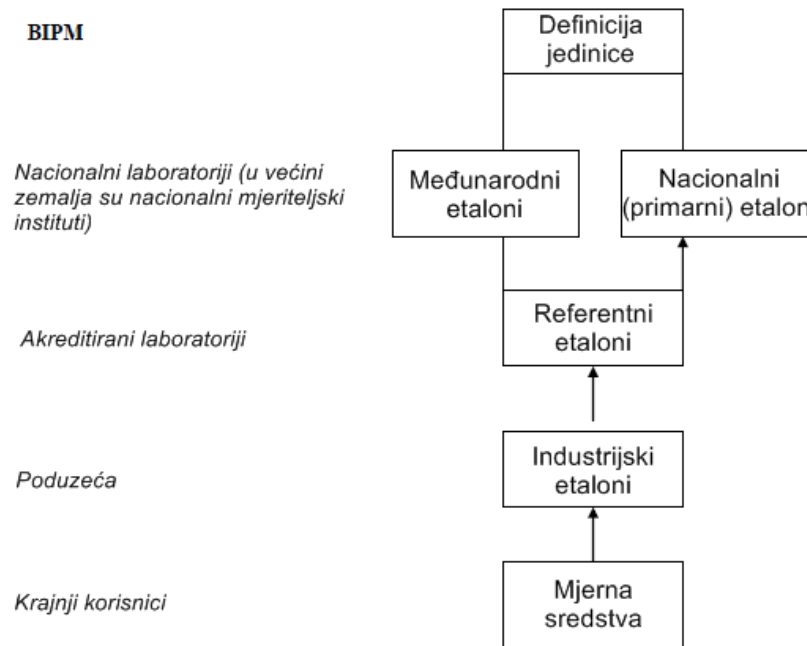 BIPM
Definicija
jedinice
Nacionalni laboratoriji (u većini
zemalja su nacionalni mjeriteljski
instituti)
Međunarodni
etaloni
Nacionalni
(primarni) etalon
Akreditirani laboratoriji
Referentni
etaloni
Poduzeća
Industrijski
etaloni
Krajnji korisnici
Mjerna
sredstva